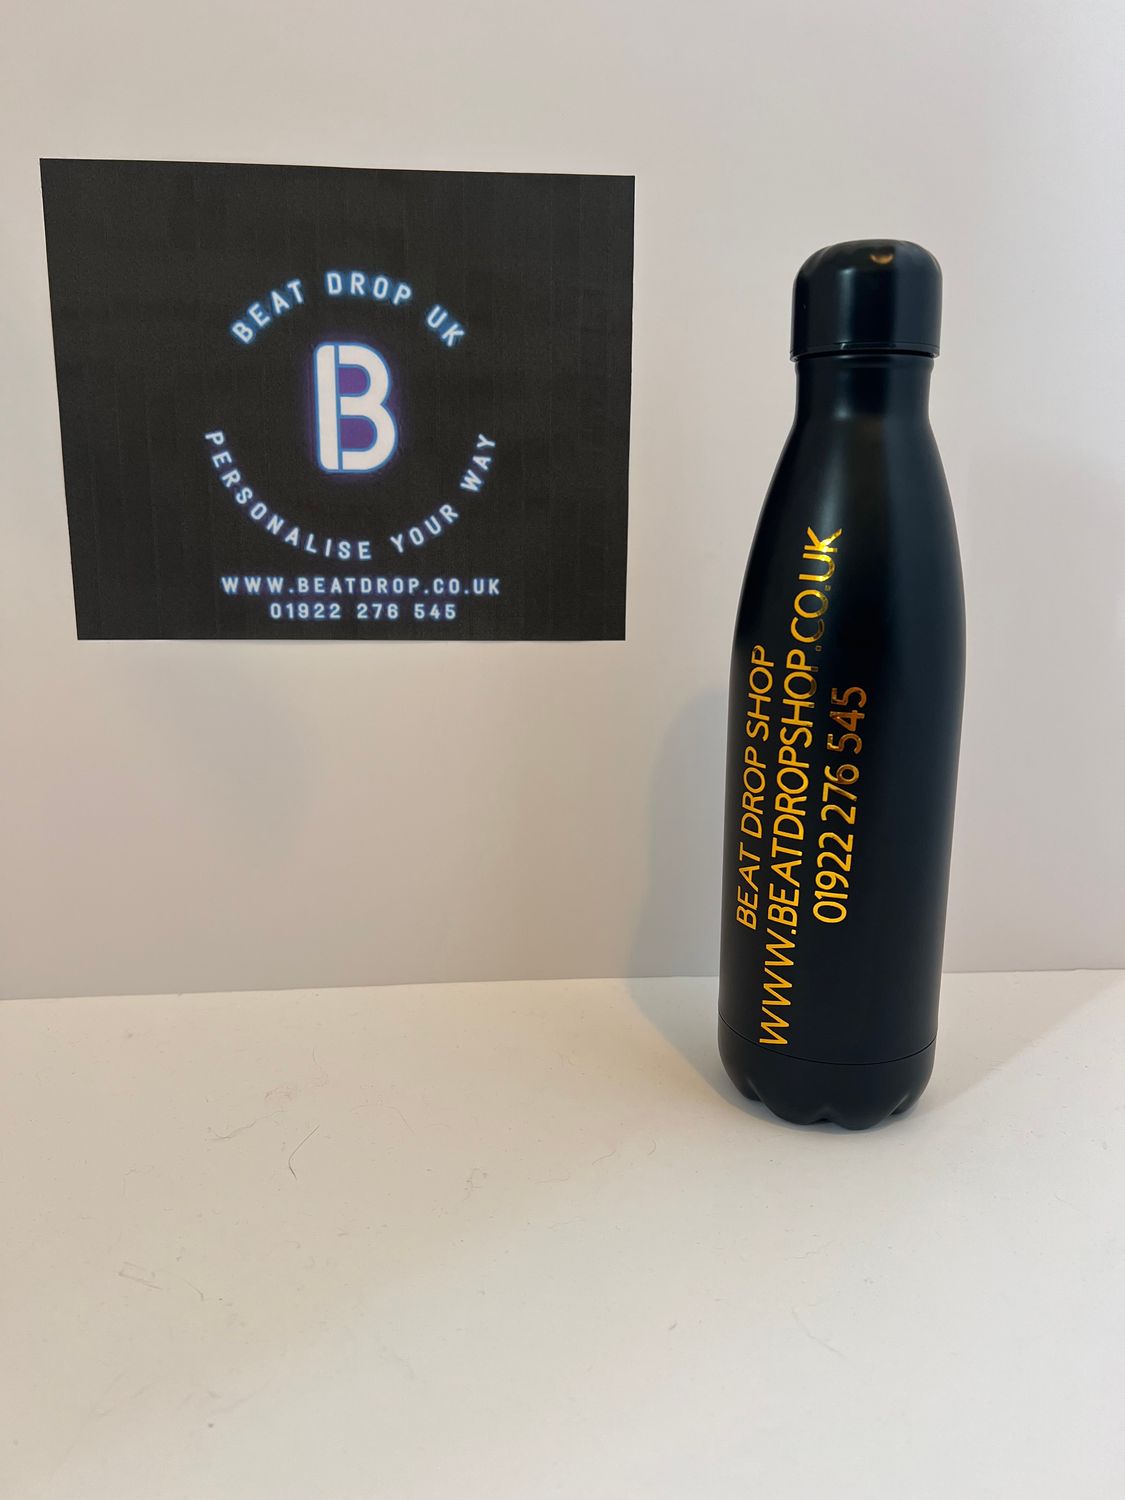 BEAT DROP UK
B
PERSONALISE YOUR WAY
WWW.BEATDROP.CO.UK
01922 276 545
BEAT DROP SHOP
WWW.BEATDROPSHOP.CO.UK
01922 276 545